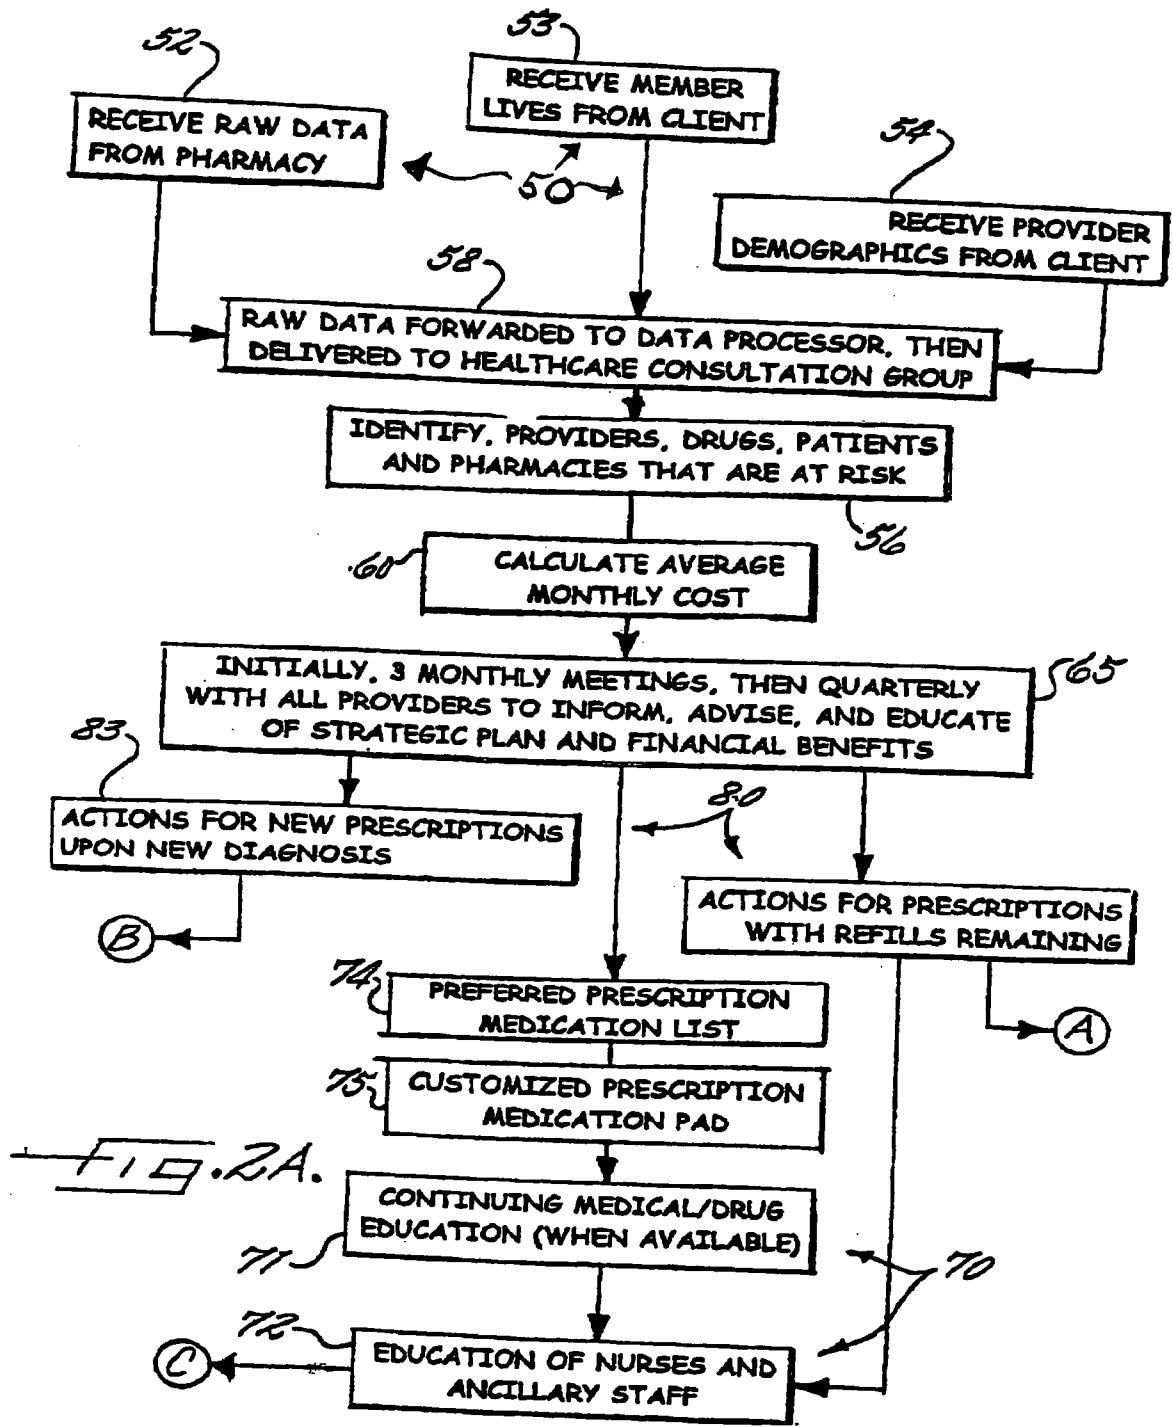 53
52
RECEIVE MEMBER
LIVES FROM CLIENT
RECEIVE RAW DATA
FROM PHARMACY
50
54
RECEIVE PROVIDER
DEMOGRAPHICS FROM CLIENT
58
RAW DATA FORWARDED TO DATA PROCESSOR, THEN
DELIVERED TO HEALTHCARE CONSULTATION GROUP
IDENTIFY, PROVIDERS, DRUGS, PATIENTS
AND PHARMACIES THAT ARE AT RISK
56
60
CALCULATE AVERAGE
MONTHLY COST
INITIALLY, 3 MONTHLY MEETINGS, THEN QUARTERLY
WITH ALL PROVIDERS TO INFORM, ADVISE, AND EDUCATE
OF STRATEGIC PLAN AND FINANCIAL BENEFITS
65
83
80
ACTIONS FOR NEW PRESCRIPTIONS
UPON NEW DIAGNOSIS
B
ACTIONS FOR PRESCRIPTIONS
WITH REFILLS REMAINING
A
74
PREFERRED PRESCRIPTION
MEDICATION LIST
75
CUSTOMIZED PRESCRIPTION
MEDICATION PAD
Fig. 2A.
CONTINUING MEDICAL/DRUG
EDUCATION (WHEN AVAILABLE)
71
70
72
EDUCATION OF NURSES AND
ANCILLARY STAFF
C